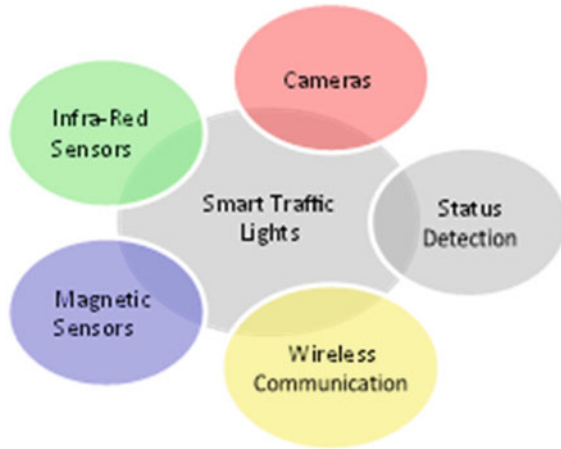 Cameras
Infra-Red
Sensors
Smart Traffic
Lights
Status
Detection
Magnetic
Sensors
Wireless
Communication